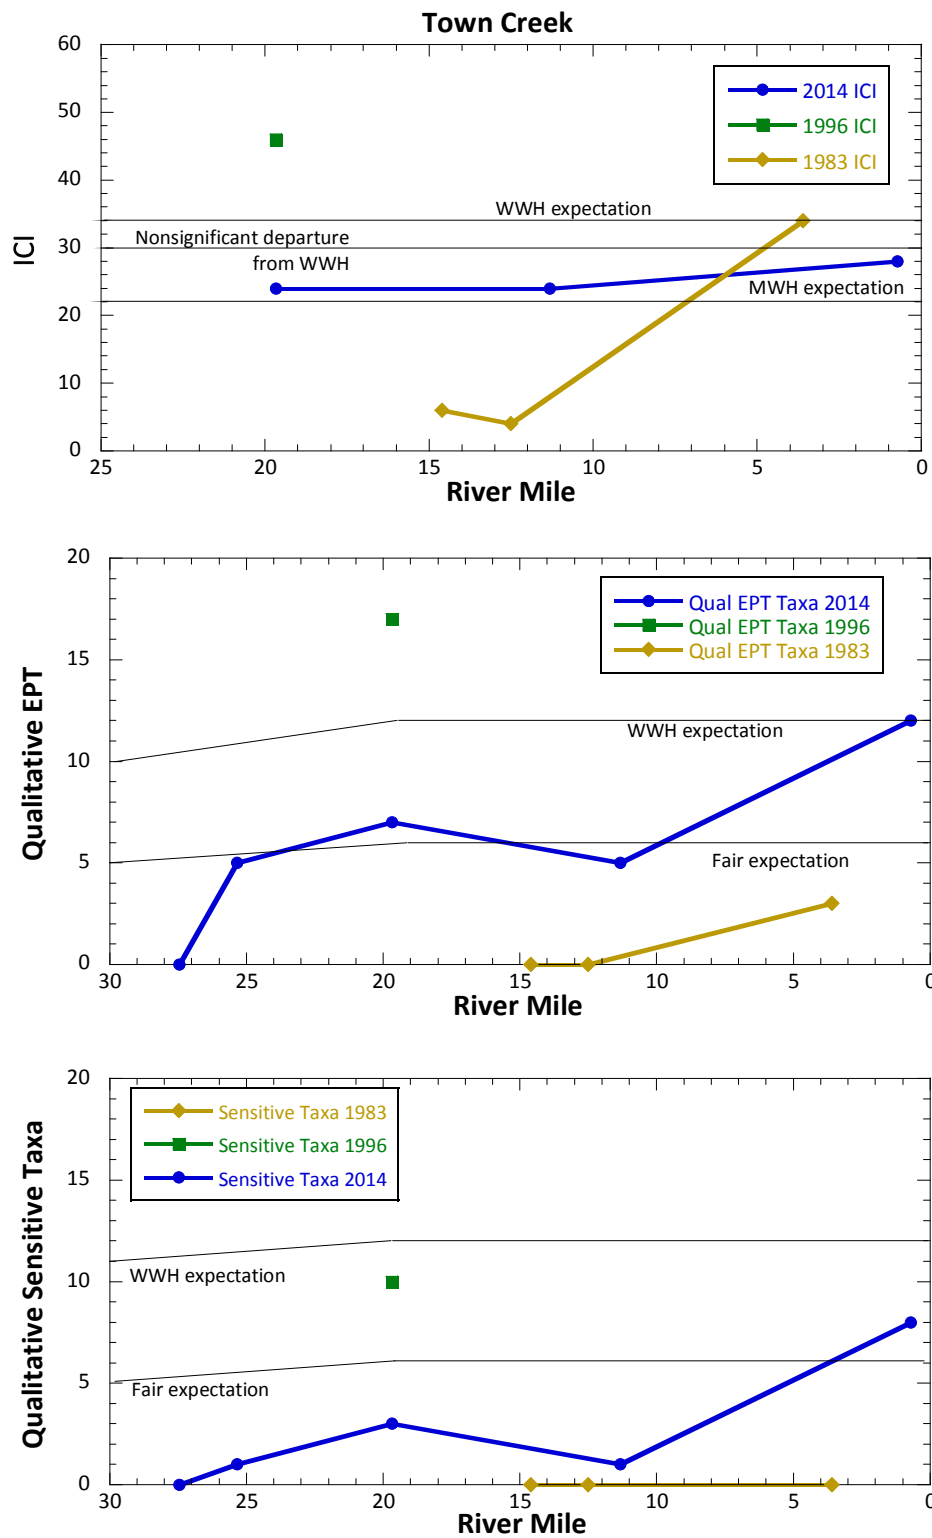 Town Creek
60
50
40
30
20
10
0
ICI
2014 ICI
1996 ICI
1983 ICI
WWH expectation
Nonsignificant departure
from WWH
MWH expectation
25
20
15
10
5
0
River Mile
20
15
10
5
0
Qualitative EPT
Qual EPT Taxa 2014
Qual EPT Taxa 1996
Qual EPT Taxa 1983
WWH expectation
Fair expectation
30
25
20
15
10
5
0
River Mile
20
15
10
5
0
Qualitative Sensitive Taxa
Sensitive Taxa 1983
Sensitive Taxa 1996
Sensitive Taxa 2014
WWH expectation
Fair expectation
30
25
20
15
10
5
0
River Mile